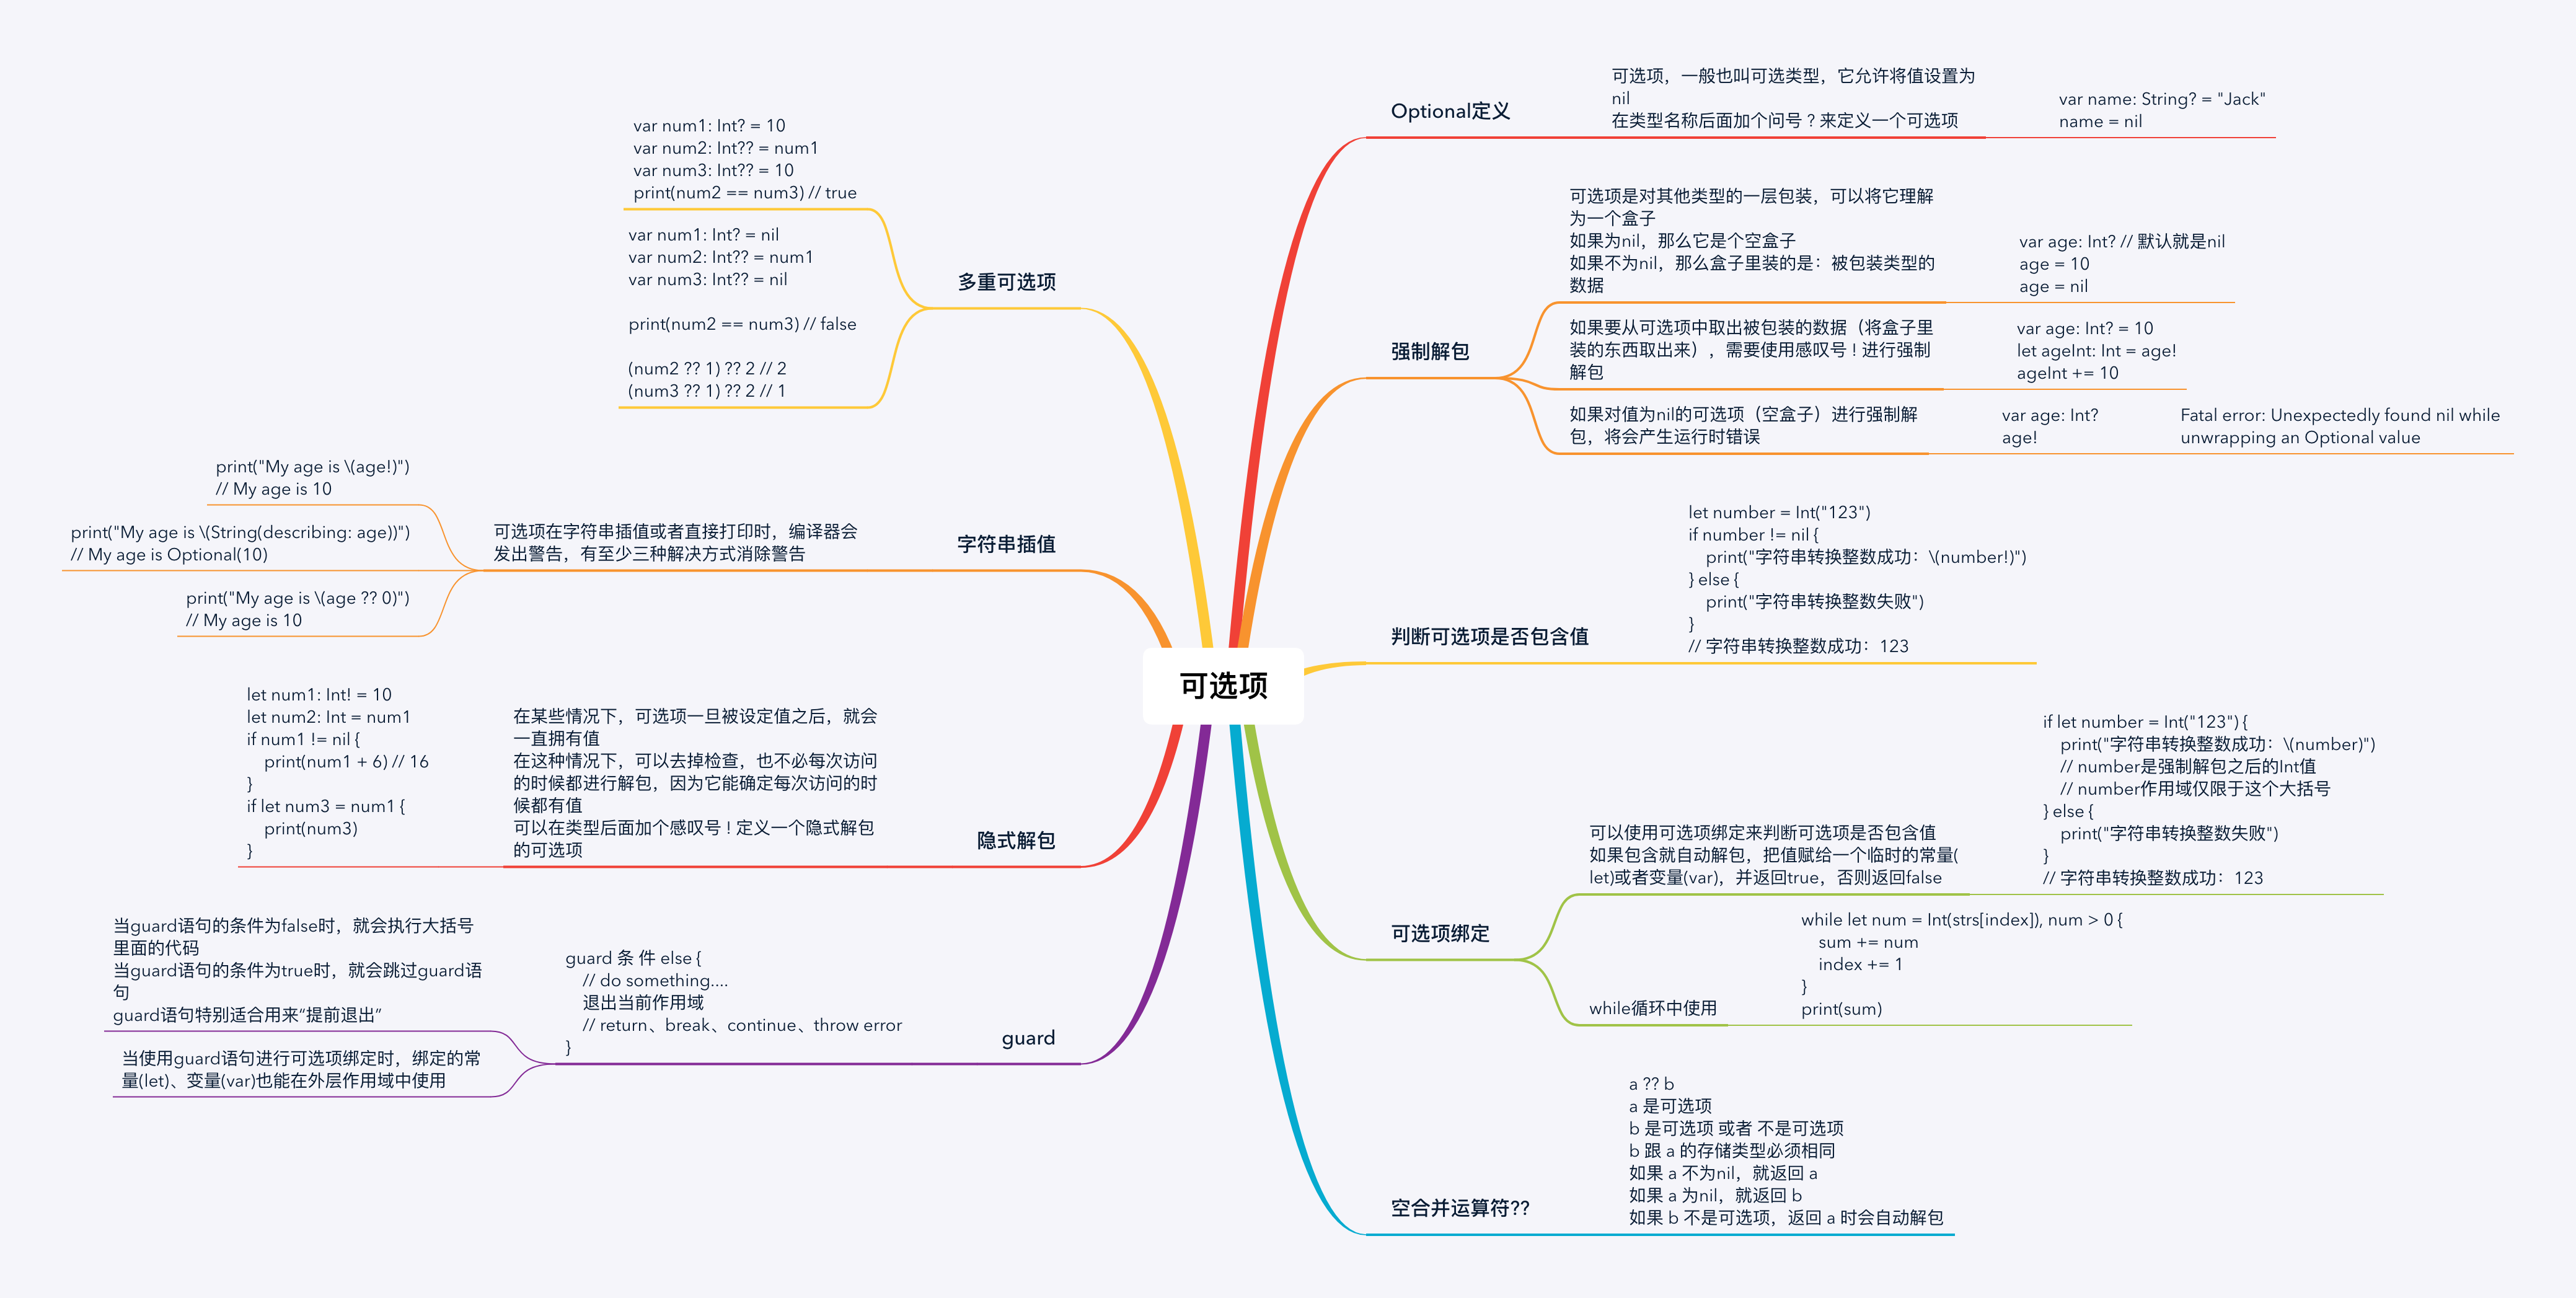 可选项
Optional定义
可选项，一般也叫可选类型，它允许将值设置为
nil
在类型名称后面加个问号 ? 来定义一个可选项
var name: String? = "Jack"
name = nil
强制解包
可选项是对其他类型的一层包装，可以将它理解
为一个盒子
如果为nil，那么它是个空盒子
如果不为nil，那么盒子里装的是：被包装类型的
数据
var age: Int? // 默认就是nil
age = 10
age = nil
如果要从可选项中取出被包装的数据（将盒子里
装的东西取出来），需要使用感叹号 ! 进行强制
解包
var age: Int? = 10
let ageInt: Int = age!
ageInt += 10
如果对值为nil的可选项（空盒子）进行强制解
包，将会产生运行时错误
var age: Int?
age!
Fatal error: Unexpectedly found nil while
unwrapping an Optional value
判断可选项是否包含值
let number = Int("123")
if number != nil {
    print("字符串转换整数成功：\(number!)")
} else {
    print("字符串转换整数失败")
}
// 字符串转换整数成功：123
可选项绑定
可以使用可选项绑定来判断可选项是否包含值
如果包含就自动解包，把值赋给一个临时的常量(
let)或者变量(var)，并返回true，否则返回false
if let number = Int("123") {
    print("字符串转换整数成功：\(number)")
    // number是强制解包之后的Int值
    // number作用域仅限于这个大括号
} else {
    print("字符串转换整数失败")
}
// 字符串转换整数成功：123
while循环中使用
while let num = Int(strs[index]), num > 0 {
    sum += num
    index += 1
}
print(sum)
空合并运算符??
a ?? b
a 是可选项
b 是可选项 或者 不是可选项
b 跟 a 的存储类型必须相同
如果 a 不为nil，就返回 a
如果 a 为nil，就返回 b
如果 b 不是可选项，返回 a 时会自动解包
多重可选项
var num1: Int? = 10
var num2: Int?? = num1
var num3: Int?? = 10
print(num2 == num3) // true
var num1: Int? = nil
var num2: Int?? = num1
var num3: Int?? = nil
print(num2 == num3) // false
(num2 ?? 1) ?? 2 // 2
(num3 ?? 1) ?? 2 // 1
字符串插值
可选项在字符串插值或者直接打印时，编译器会
发出警告，有至少三种解决方式消除警告
print("My age is \(age!)")
// My age is 10
print("My age is \(String(describing: age))")
// My age is Optional(10)
print("My age is \(age ?? 0)")
// My age is 10
隐式解包
在某些情况下，可选项一旦被设定值之后，就会
一直拥有值
在这种情况下，可以去掉检查，也不必每次访问
的时候都进行解包，因为它能确定每次访问的时
候都有值
可以在类型后面加个感叹号 ! 定义一个隐式解包
的可选项
let num1: Int! = 10
let num2: Int = num1
if num1 != nil {
    print(num1 + 6) // 16
}
if let num3 = num1 {
    print(num3)
}
guard
guard 条 件 else {
    // do something....
    退出当前作用域
    // return、break、continue、throw error
}
当guard语句的条件为false时，就会执行大括号
里面的代码
当guard语句的条件为true时，就会跳过guard语
句
guard语句特别适合用来“提前退出”
当使用guard语句进行可选项绑定时，绑定的常
量(let)、变量(var)也能在外层作用域中使用